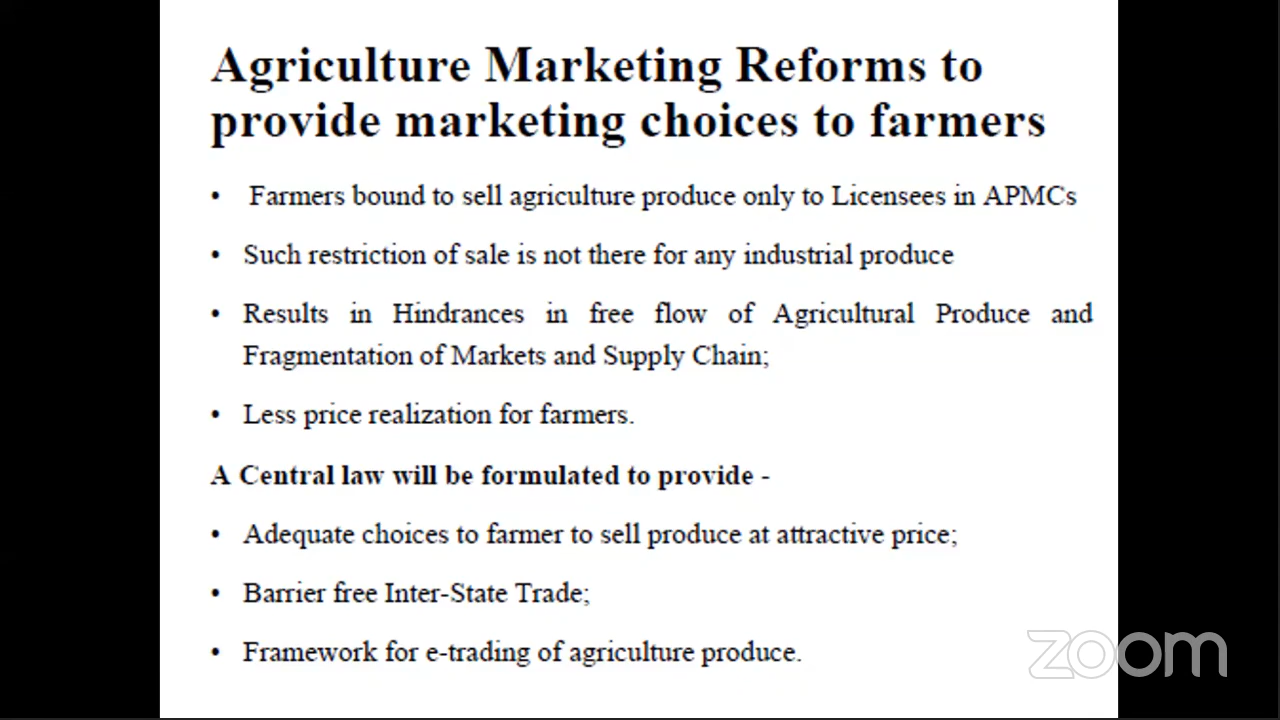 Agriculture Marketing Reforms to
provide marketing choices to farmers
• Farmers bound to sell agriculture produce only to Licensees in APMCs
• Such restriction of sale is not there for any industrial produce
• Results in Hindrances in free flow of Agricultural Produce and
Fragmentation of Markets and Supply Chain;
• Less price realization for farmers.
A Central law will be formulated to provide -
• Adequate choices to farmer to sell produce at attractive price;
• Barrier free Inter-State Trade;
• Framework for e-trading of agriculture produce.
zoom